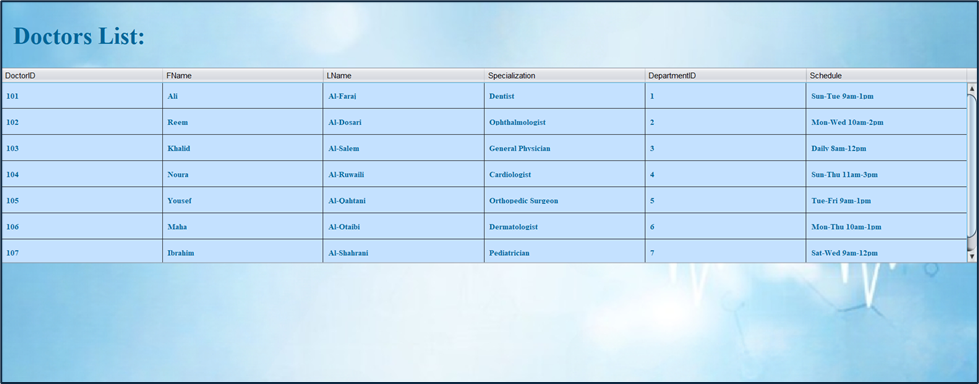 Doctors List:
DoctorID FName LName Specialization DepartmentID Schedule
101 Ali Al-Faraj Dentist 1 Sun-Tue 9am-1pm
102 Reem Al-Dosari Ophthalmologist 2 Mon-Wed 10am-2pm
103 Khalid Al-Salem General Physician 3 Daily 8am-12pm
104 Noura Al-Ruwaili Cardiologist 4 Sun-Thu 11am-3pm
105 Yousef Al-Qahtani Orthopedic Surgeon 5 Tue-Fri 9am-1pm
106 Maha Al-Otaibi Dermatologist 6 Mon-Thu 10am-1pm
107 Ibrahim Al-Shahrani Pediatrician 7 Sat-Wed 9am-12pm